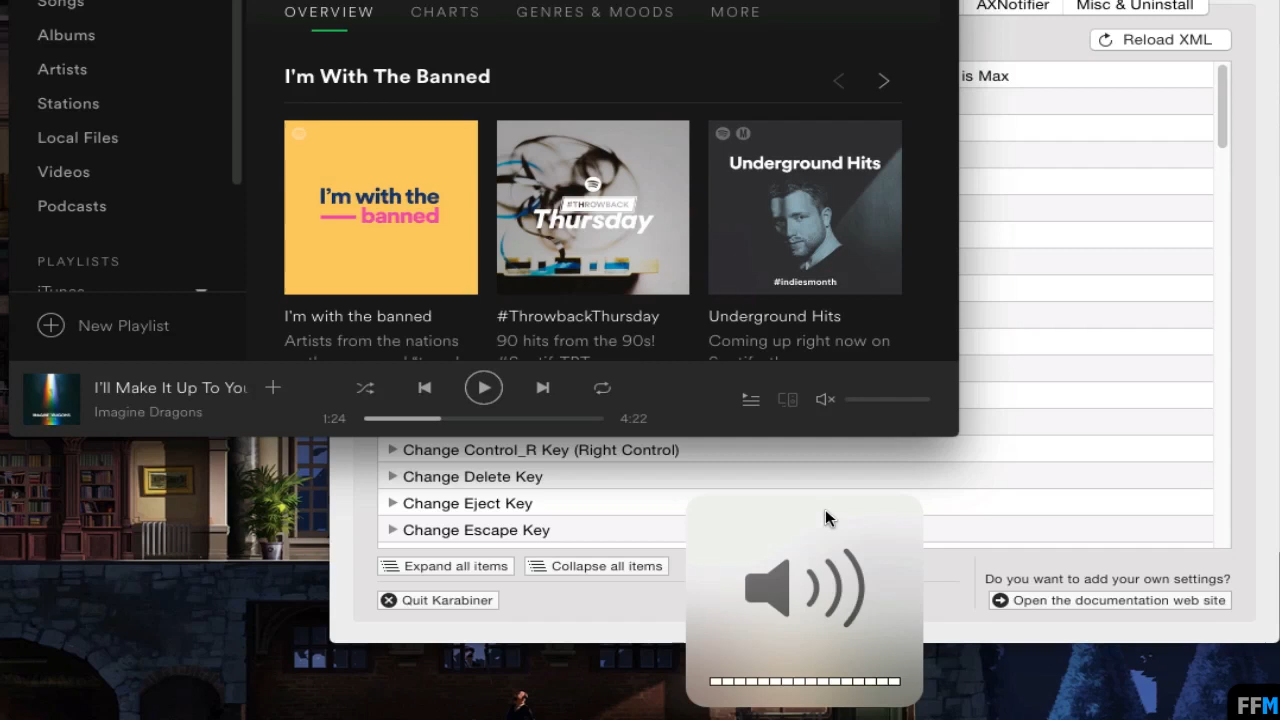 Songs
Albums
Artists
Stations
Local Files
Videos
Podcasts
PLAYLISTS
iTunes
New Playlist
OVERVIEW
CHARTS
GENRES & MOODS
MORE
I'm With The Banned
I'm with the
banned
#THROWBACK
Thursday
Underground Hits
#indiesmonth
I'm with the banned
Artists from the nations
#ThrowbackThursday
90 hits from the 90s!
Underground Hits
Coming up right now on
I'll Make It Up To You
Imagine Dragons
1:24
4:22
AXNotifier
Misc & Uninstall
Reload XML
is Max
Change Control_R Key (Right Control)
Change Delete Key
Change Eject Key
Change Escape Key
Expand all items
Collapse all items
Quit Karabiner
Do you want to add your own settings?
Open the documentation web site
FFM